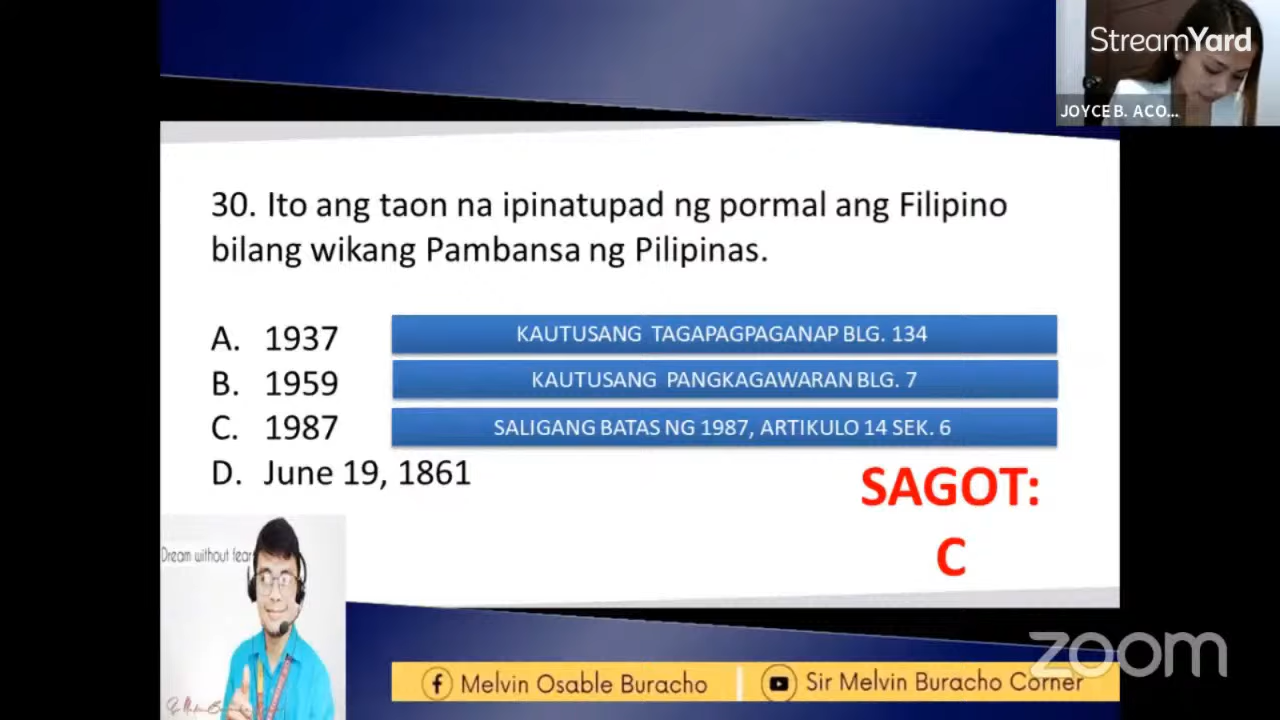 StreamYard
JOYCE B. ACO...
30. Ito ang taon na ipinatupad ng pormal ang Filipino
bilang wikang Pambansa ng Pilipinas.
A. 1937
KAUTUSANG TAGAPAGPAGANAP BLG. 134
B. 1959
KAUTUSANG PANGKAGAWARAN BLG. 7
C. 1987
SALIGANG BATAS NG 1987, ARTIKULO 14 SEK. 6
D. June 19, 1861
SAGOT:
C
Dream without fear
zoom
Melvin Osable Buracho
Sir Melvin Buracho Corner